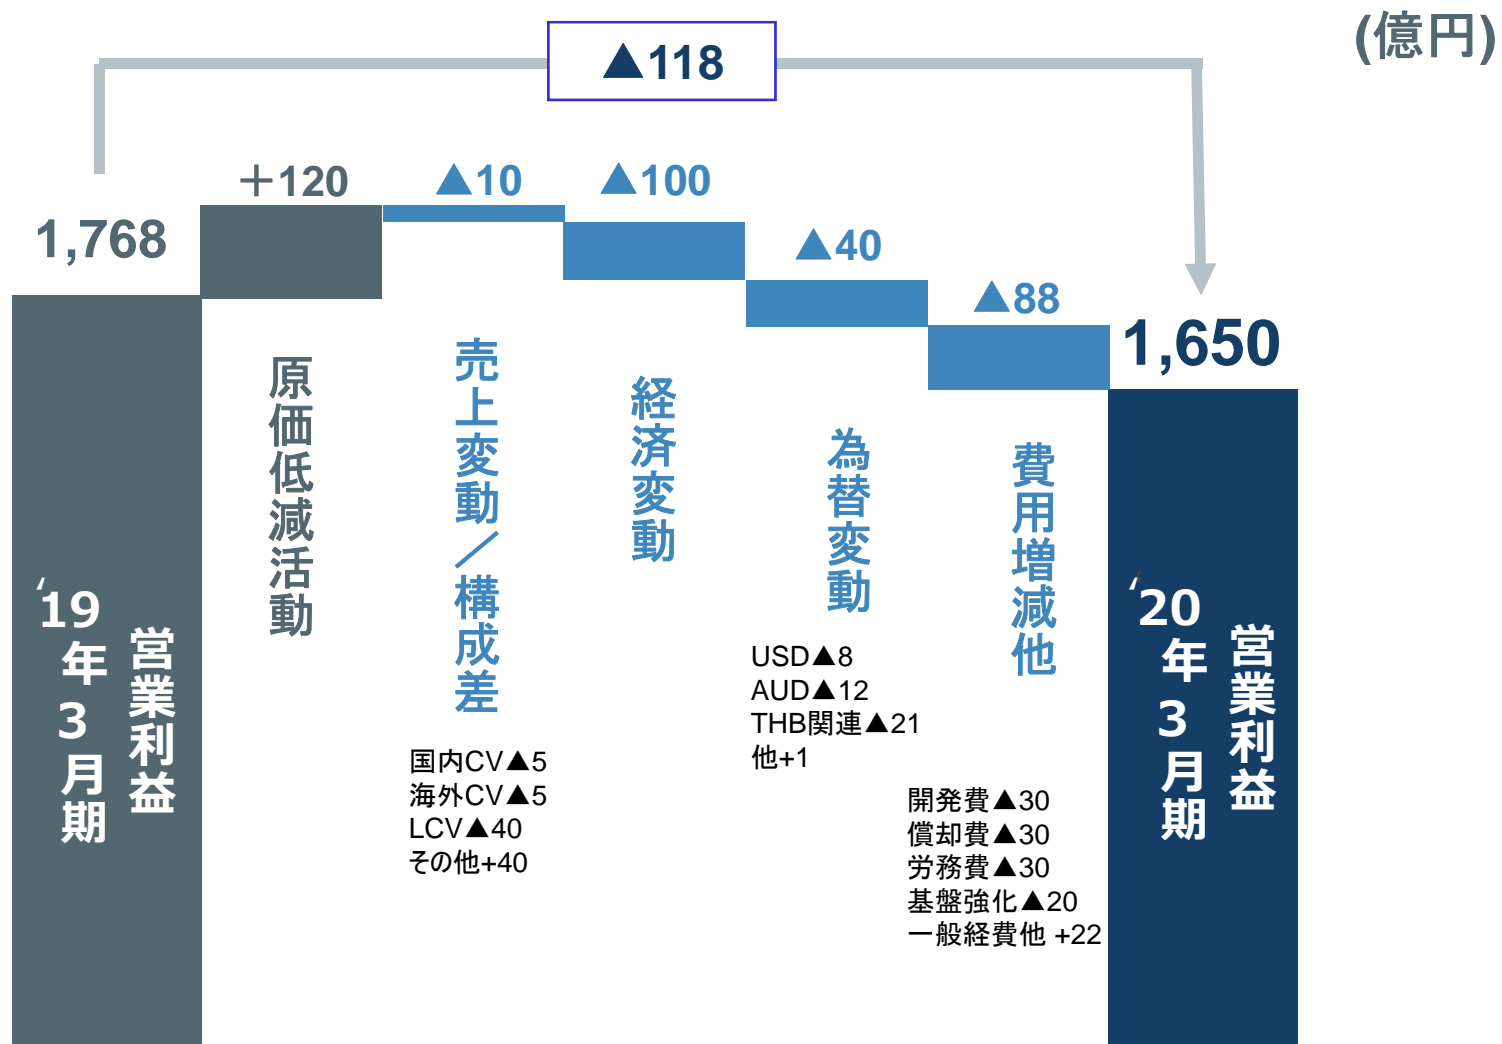 (億円)
▲118
1,768
＋120
▲10
▲100
▲40
▲88
1,650
‘19年3月期
営業利益
原価低減活動
売上変動／構成差
経済変動
為替変動
費用増減他
国内CV▲5
海外CV▲5
LCV▲40
その他+40
USD▲8
AUD▲12
THB関連▲21
他+1
開発費▲30
償却費▲30
労務費▲30
基盤強化▲20
一般経費他 +22
‘20年3月期
営業利益